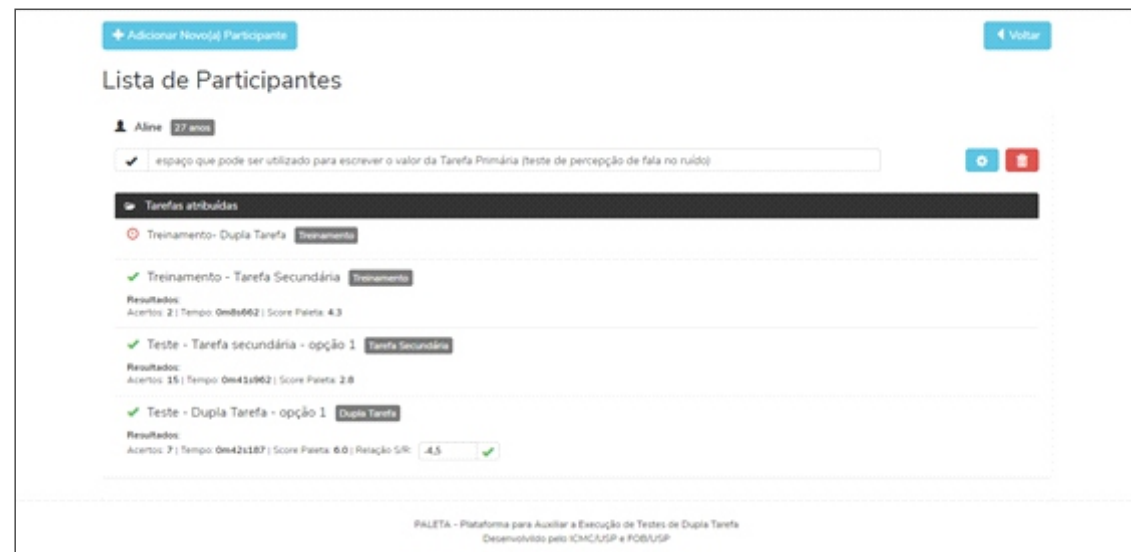 Adicionar Novo(a) Participante
Voltar
Lista de Participantes
Aline 27 anos
espaço que pode ser utilizado para escrever o valor da Tarefa Primária (teste de percepção de fala no ruído)
Tarefas atribuídas
Treinamento- Dupla Tarefa Treinamento
Treinamento - Tarefa Secundária Treinamento
Resultados:
Acertos: 2 | Tempo: 0m8s662 | Score Paleta: 4.3
Teste - Tarefa secundária - opção 1 Tarefa Secundária
Resultados:
Acertos: 15 | Tempo: 0m41s962 | Score Paleta: 2.8
Teste - Dupla Tarefa - opção 1 Dupla Tarefa
Resultados:
Acertos: 7 | Tempo: 0m42s187 | Score Paleta: 6.0 | Relação S/R: -4,5
PALETA - Plataforma para Auxiliar a Execução de Testes de Dupla Tarefa
Desenvolvido pelo ICMC/USP e FOB/USP